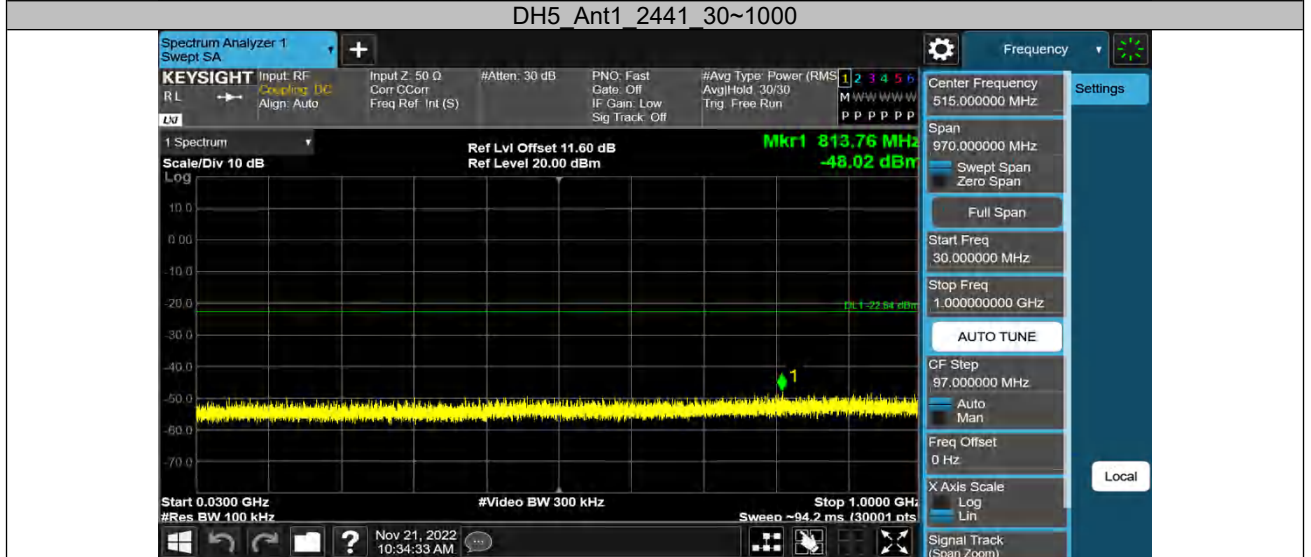 DH5_Ant1_2441_30~1000
Spectrum Analyzer 1
Swept SA
+
Frequency
Settings
KEYSIGHT
RL
LXI
Input: RF
Coupling: DC
Align: Auto
Input Z: 50 Ω
Corr CCorr
Freq Ref: Int (S)
#Atten: 30 dB
PNO: Fast
Gate: Off
IF Gain: Low
Sig Track: Off
#Avg Type: Power (RMS
Avg|Hold: 30/30
Trig: Free Run
1 2 3 4 5 6
M W W W W W
P P P P P P
1 Spectrum
Scale/Div 10 dB
Log
Ref Lvl Offset 11.60 dB
Ref Level 20.00 dBm
Mkr1 813.76 MHz
-48.02 dBm
10.0
0.00
-10.0
-20.0
DL1 -22.54 dBm
-30.0
-40.0
1
-50.0
-60.0
-70.0
Start 0.0300 GHz
#Res BW 100 kHz
#Video BW 300 kHz
Stop 1.0000 GHz
Sweep ~94.2 ms (30001 pts
?
Nov 21, 2022
10:34:33 AM
Center Frequency
515.000000 MHz
Span
970.000000 MHz
Swept Span
Zero Span
Full Span
Start Freq
30.000000 MHz
Stop Freq
1.000000000 GHz
AUTO TUNE
CF Step
97.000000 MHz
Auto
Man
Freq Offset
0 Hz
X Axis Scale
Log
Lin
Signal Track
(Span Zoom)
Local